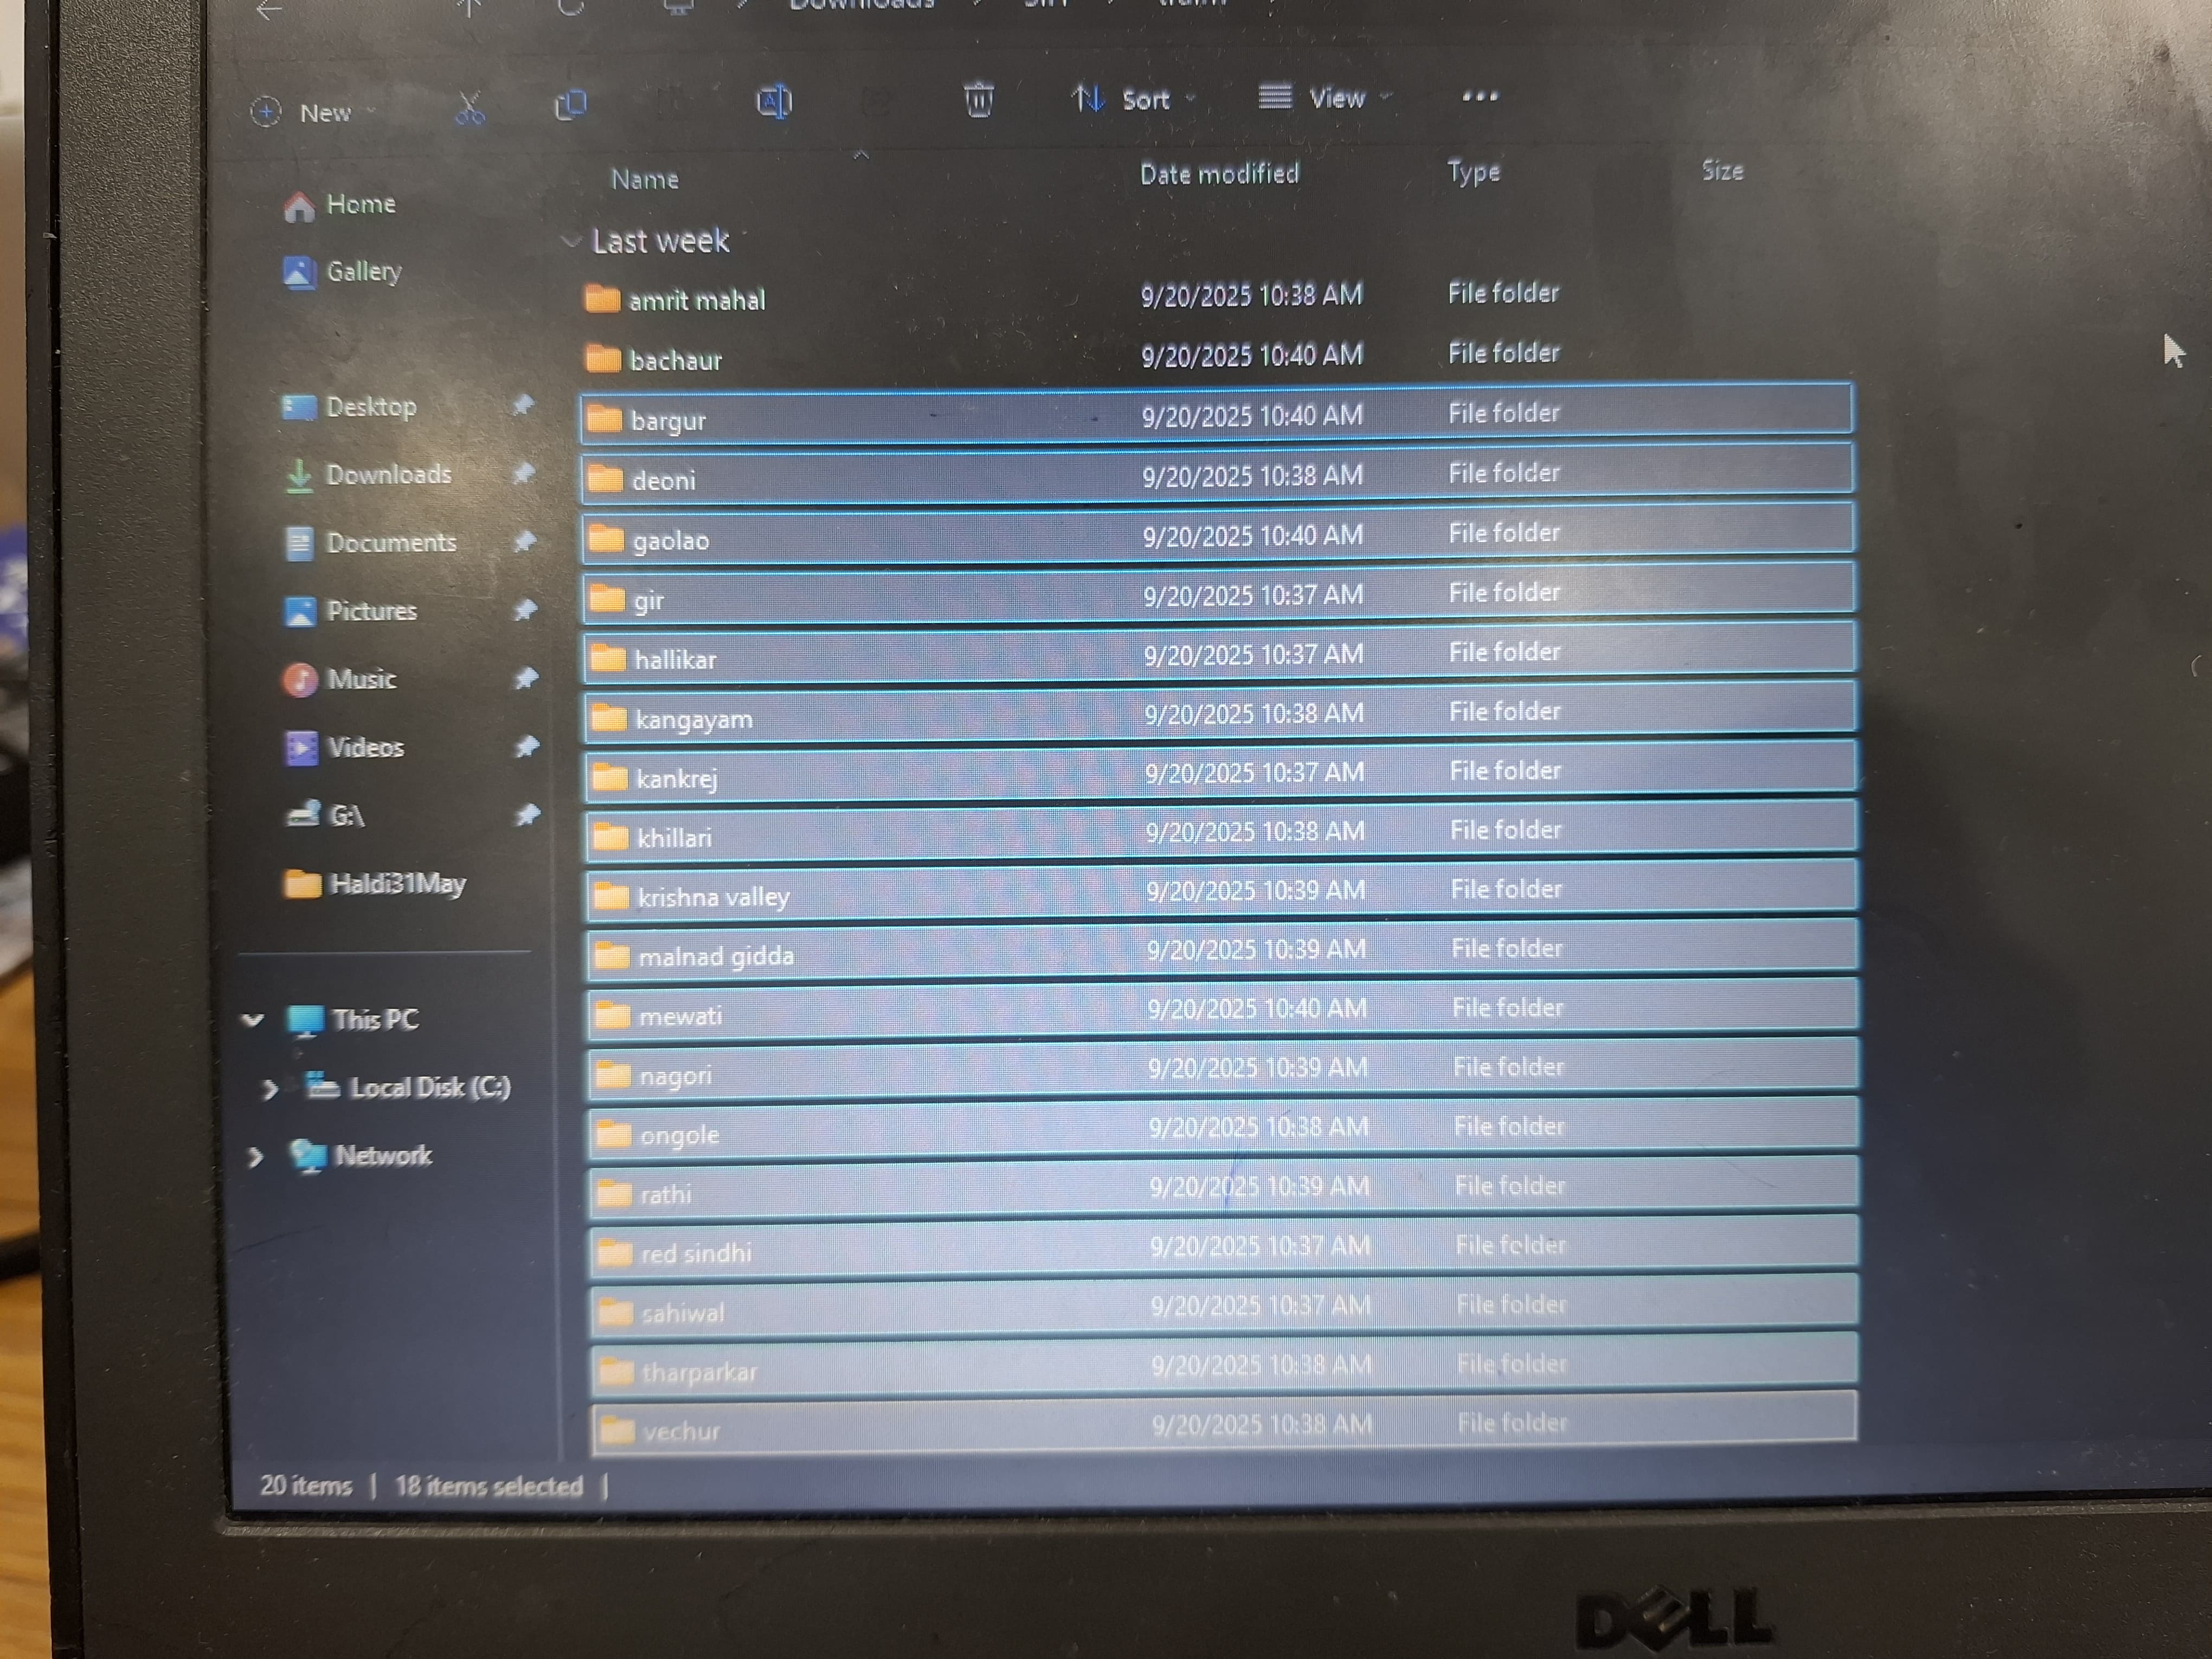 Downloads
New
Sort
View
Name
Date modified
Type
Size
Home
Gallery
Desktop
Downloads
Documents
Pictures
Music
Videos
G:\
Haldi31May
This PC
Local Disk (C:)
Network
Last week
amrit mahal 9/20/2025 10:38 AM File folder
bachaur 9/20/2025 10:40 AM File folder
bargur 9/20/2025 10:40 AM File folder
deoni 9/20/2025 10:38 AM File folder
gaolao 9/20/2025 10:40 AM File folder
gir 9/20/2025 10:37 AM File folder
hallikar 9/20/2025 10:37 AM File folder
kangayam 9/20/2025 10:38 AM File folder
kankrej 9/20/2025 10:37 AM File folder
khillari 9/20/2025 10:38 AM File folder
krishna valley 9/20/2025 10:39 AM File folder
malnad gidda 9/20/2025 10:39 AM File folder
mewati 9/20/2025 10:40 AM File folder
nagori 9/20/2025 10:39 AM File folder
ongole 9/20/2025 10:38 AM File folder
rathi 9/20/2025 10:39 AM File folder
red sindhi 9/20/2025 10:37 AM File folder
sahiwal 9/20/2025 10:37 AM File folder
tharparkar 9/20/2025 10:38 AM File folder
vechur 9/20/2025 10:38 AM File folder
20 items | 18 items selected |
DELL